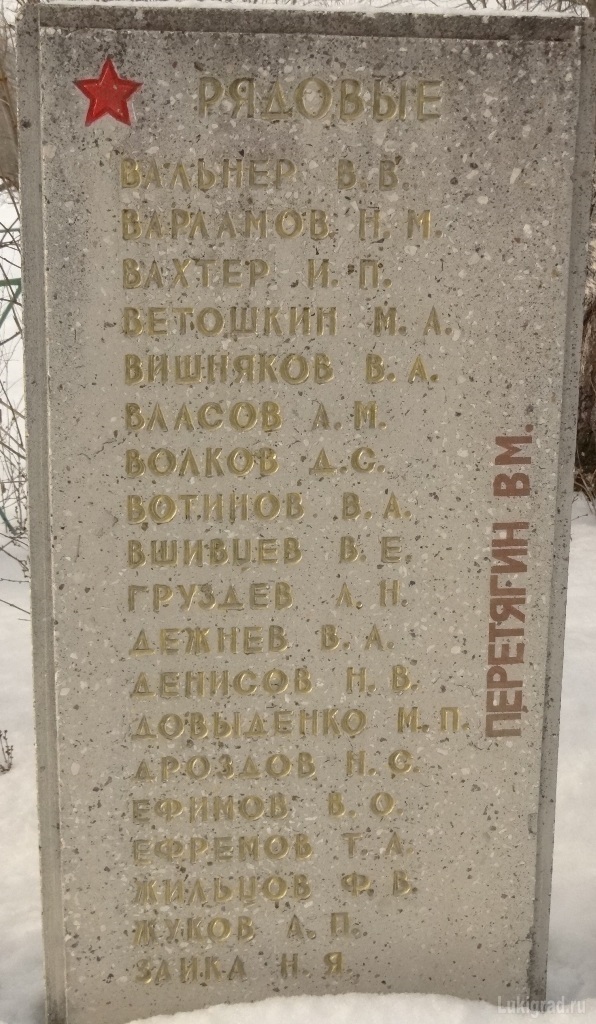 РЯДОВЫЕ
ВАЛЬНЕР В. В.
ВАРЛАМОВ Н. М.
ВАХТЕР И. П.
ВЕТОШКИН М. А.
ВИШНЯКОВ В. А.
ВЛАСОВ А. М.
ВОЛКОВ Д. С.
ВОТИНОВ В. А.
ВШИВЦЕВ В. Е.
ГРУЗДЕВ А. Н.
ДЕЖНЕВ В. А.
ДЕНИСОВ Н. В.
ДОВЫДЕНКО М. П.
ДРОЗДОВ Н. С.
ЕФИМОВ В. О.
ЕФРЕМОВ Т. А.
ЖИЛЬЦОВ Ф. В.
ЖУКОВ А. П.
ЗАИКА Н. Я.
ПЕРЕТЯГИН В М.
Lukigrad.ru